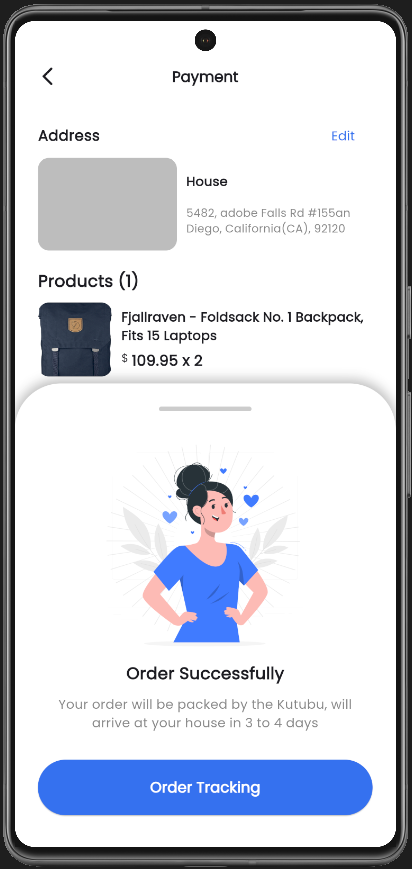 Payment
Address
Edit
House
5482, adobe Falls Rd #155an
Diego, California(CA), 92120
Products (1)
Fjallraven - Foldsack No. 1 Backpack,
Fits 15 Laptops
$ 109.95 x 2
Order Successfully
Your order will be packed by the Kutubu, will
arrive at your house in 3 to 4 days
Order Tracking